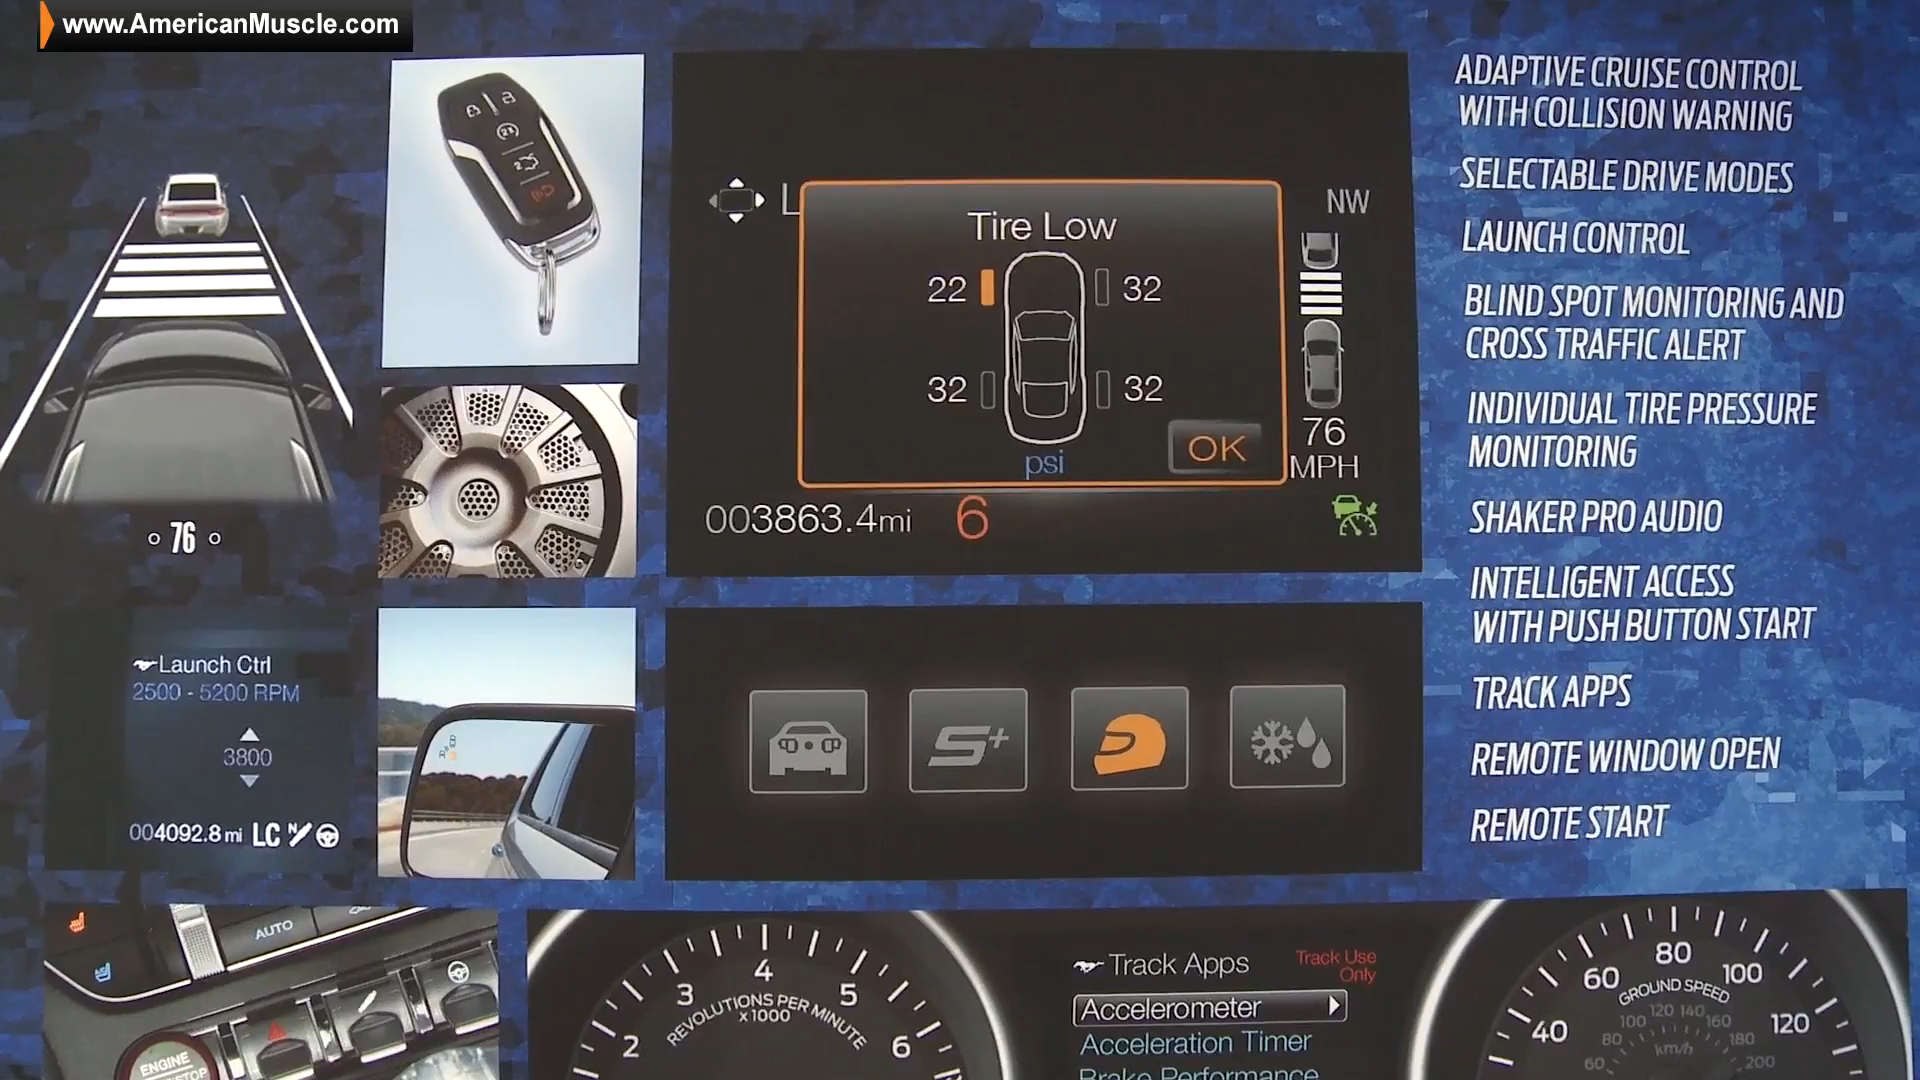 www.AmericanMuscle.com
2X
2X
76
Launch Ctrl
2500 - 5200 RPM
3800
004092.8 mi LC
L
NW
Tire Low
22 32
32 32
psi
OK
76
MPH
003863.4mi 6
S+
ADAPTIVE CRUISE CONTROL
WITH COLLISION WARNING
SELECTABLE DRIVE MODES
LAUNCH CONTROL
BLIND SPOT MONITORING AND
CROSS TRAFFIC ALERT
INDIVIDUAL TIRE PRESSURE
MONITORING
SHAKER PRO AUDIO
INTELLIGENT ACCESS
WITH PUSH BUTTON START
TRACK APPS
REMOTE WINDOW OPEN
REMOTE START
AUTO
ENGINE
2 3 4 5 6
REVOLUTIONS PER MINUTE
x1000
Track Apps
Track Use
Only
Accelerometer
Acceleration Timer
Brake Performance
40 60 80 100 120
GROUND SPEED
60 80 100 120 140 160 180 200
km/h